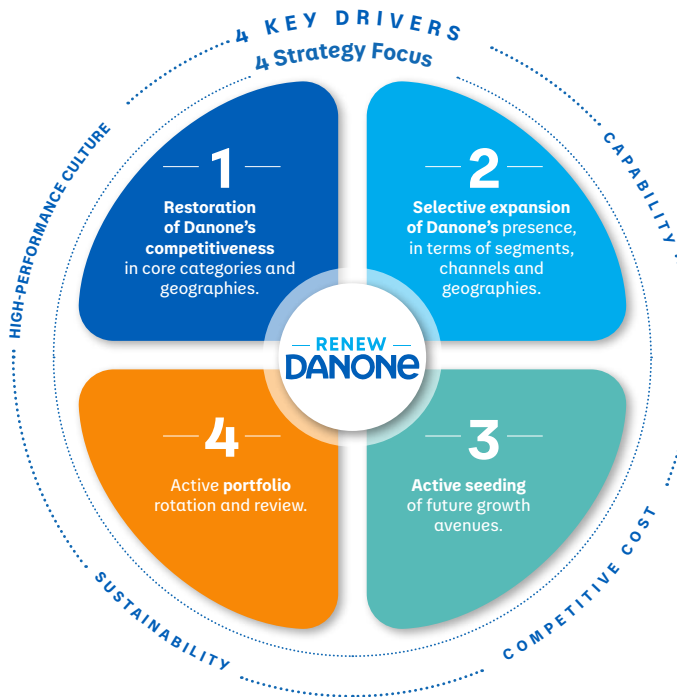 4 KEY DRIVERS
4 Strategy Focus
HIGH-PERFORMANCE CULTURE
CAPABILITY
1
Restoration
of Danone's
competitiveness
in core categories and
geographies.
2
Selective expansion
of Danone's presence,
in terms of segments,
channels and
geographies.
RENEW
DANONE
4
Active portfolio
rotation and review.
3
Active seeding
of future growth
avenues.
SUSTAINABILITY
COMPETITIVE COST